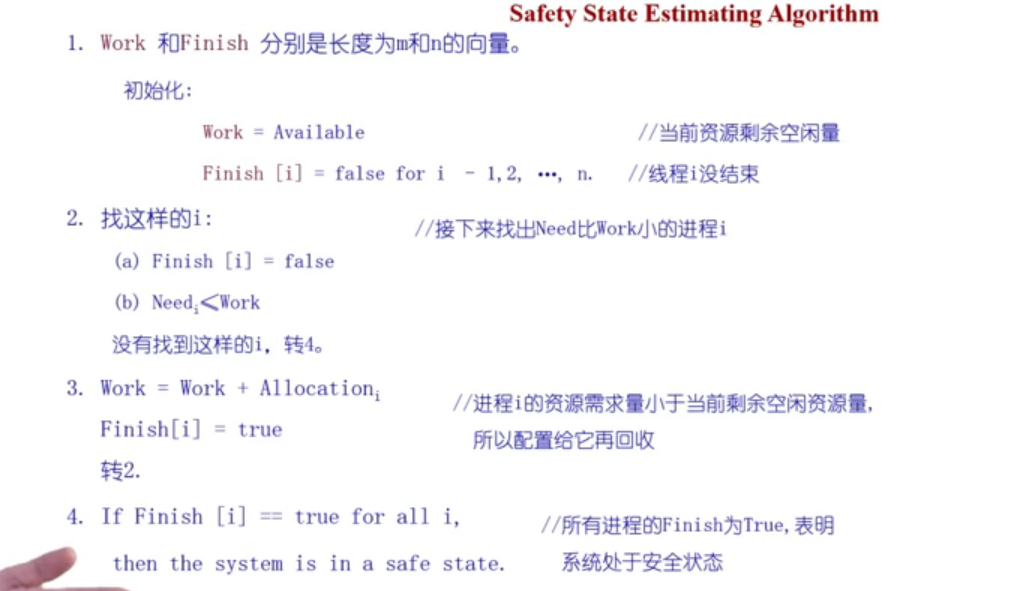 Safety State Estimating Algorithm
1. Work 和Finish 分别是长度为m和n的向量。
初始化:
Work = Available //当前资源剩余空闲量
Finish [i] = false for i - 1,2, …, n. //线程i没结束
2. 找这样的i: //接下来找出Need比Work小的进程i
(a) Finish [i] = false
(b) Needᵢ≤Work
没有找到这样的i, 转4。
3. Work = Work + Allocationᵢ //进程i的资源需求量小于当前剩余空闲资源量,
Finish[i] = true 所以配置给它再回收
转2.
4. If Finish [i] == true for all i, //所有进程的Finish为True,表明
then the system is in a safe state. 系统处于安全状态